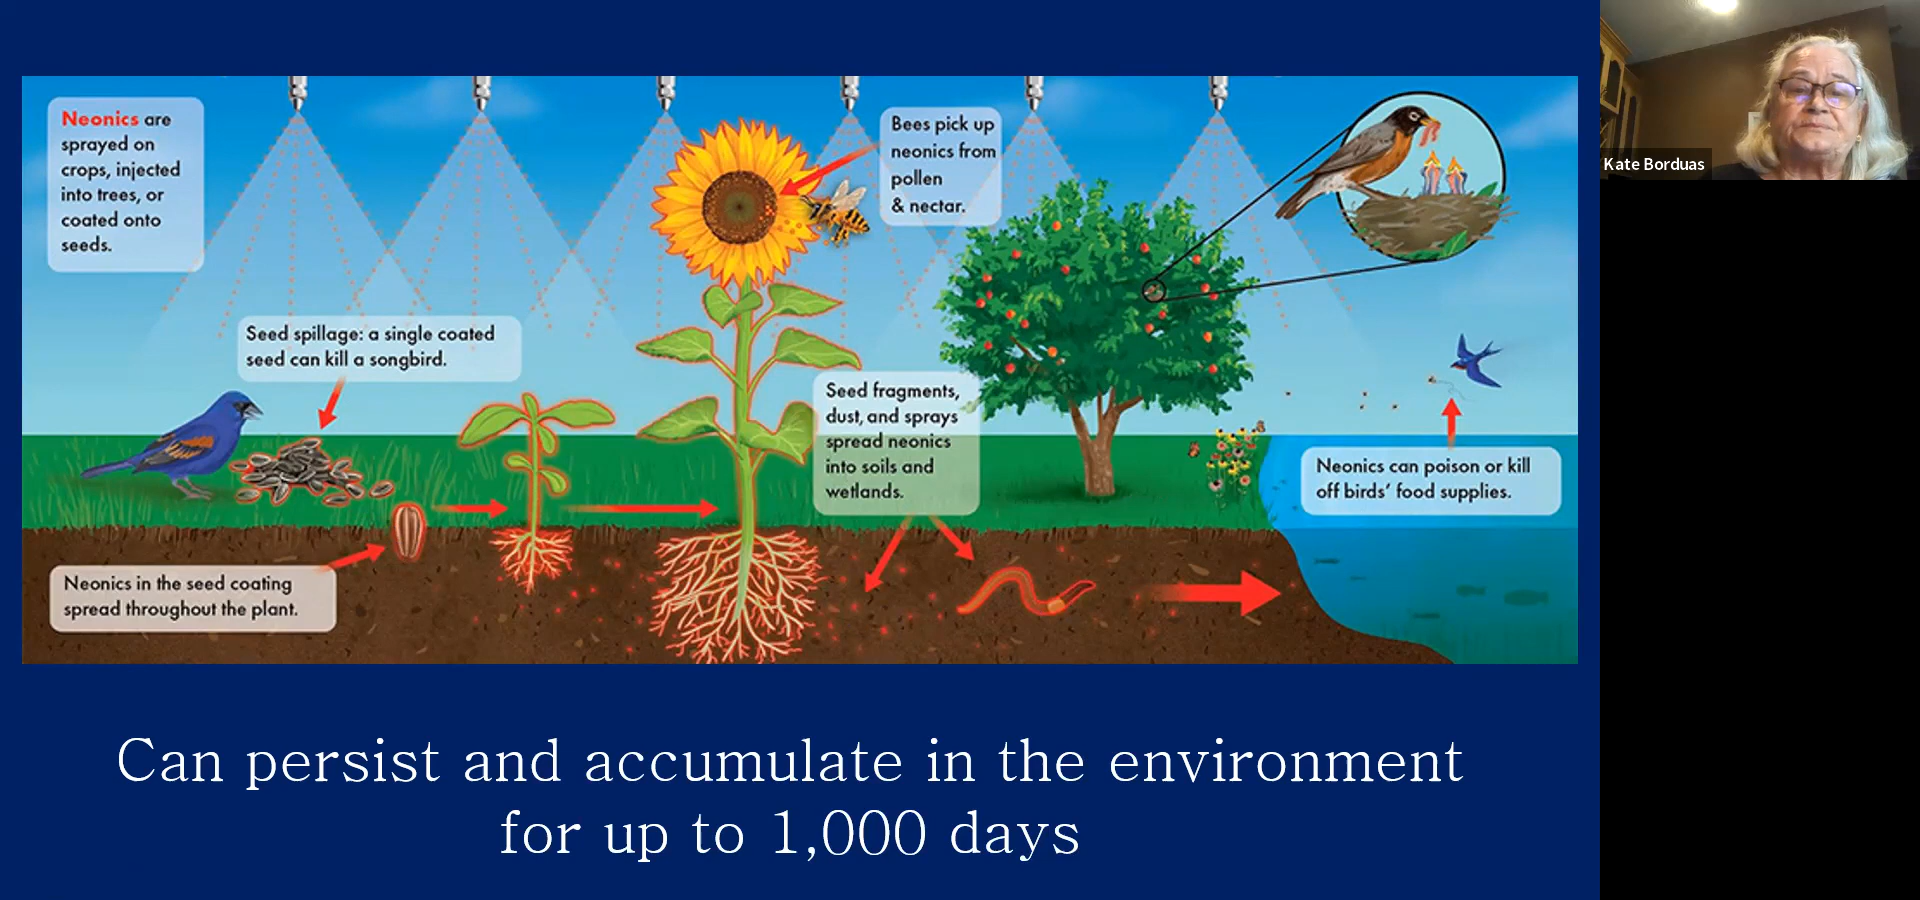 Neonics are
sprayed on
crops, injected
into trees, or
coated onto
seeds.
Bees pick up
neonics from
pollen
& nectar.
Seed spillage: a single coated
seed can kill a songbird.
Seed fragments,
dust, and sprays
spread neonics
into soils and
wetlands.
Neonics can poison or kill
off birds’ food supplies.
Neonics in the seed coating
spread throughout the plant.
Can persist and accumulate in the environment
for up to 1,000 days
Kate Borduas